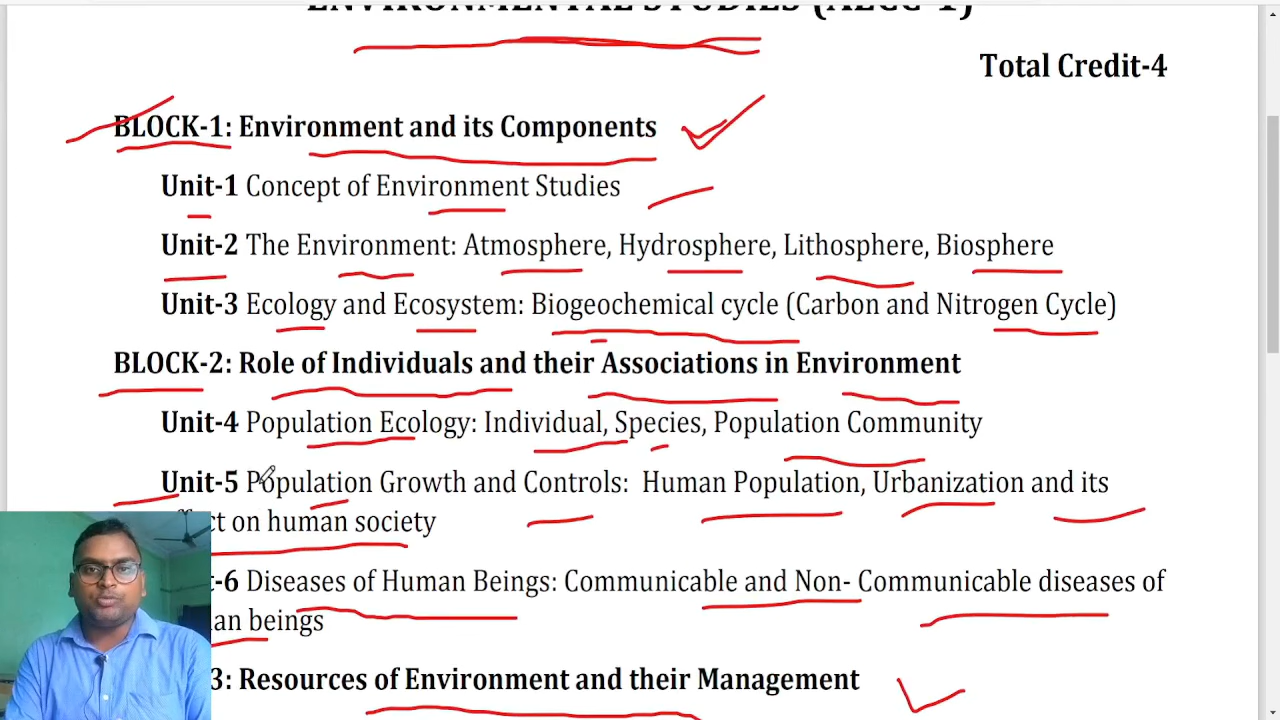 ENVIRONMENTAL STUDIES (AECC-1)
Total Credit-4
BLOCK-1: Environment and its Components
Unit-1 Concept of Environment Studies
Unit-2 The Environment: Atmosphere, Hydrosphere, Lithosphere, Biosphere
Unit-3 Ecology and Ecosystem: Biogeochemical cycle (Carbon and Nitrogen Cycle)
BLOCK-2: Role of Individuals and their Associations in Environment
Unit-4 Population Ecology: Individual, Species, Population Community
Unit-5 Population Growth and Controls: Human Population, Urbanization and its
on human society
-6 Diseases of Human Beings: Communicable and Non- Communicable diseases of
beings
3: Resources of Environment and their Management